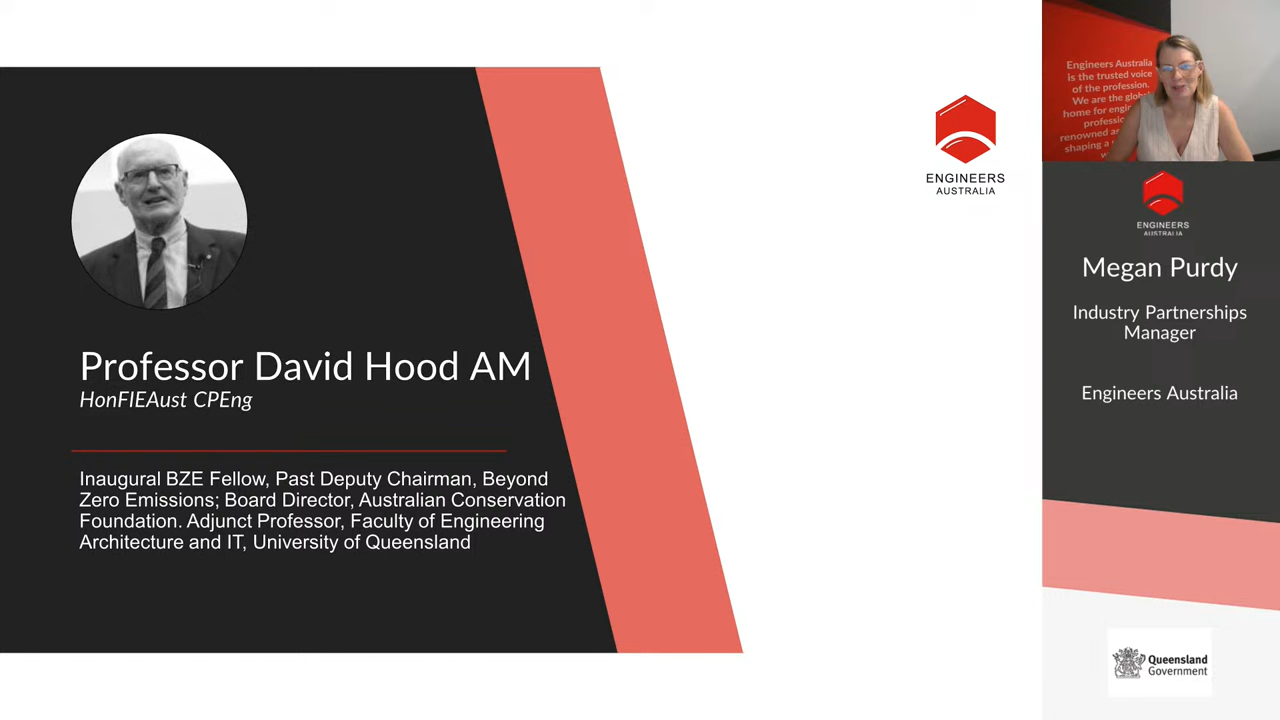 Professor David Hood AM
HonFIEAust CPEng
Inaugural BZE Fellow, Past Deputy Chairman, Beyond
Zero Emissions; Board Director, Australian Conservation
Foundation. Adjunct Professor, Faculty of Engineering
Architecture and IT, University of Queensland
ENGINEERS
AUSTRALIA
Engineers Australia
is the trusted voice
of the profession.
We are the
home for
renowned
shaping a
ENGINEERS
AUSTRALIA
Megan Purdy
Industry Partnerships
Manager
Engineers Australia
Queensland
Government